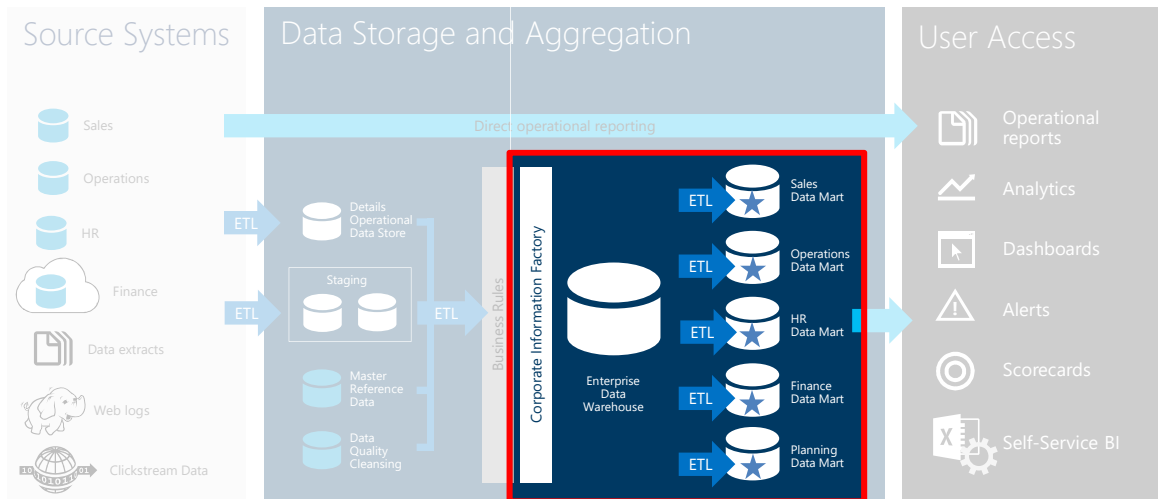 Source Systems
Data Storage and Aggregation
User Access
Sales
Operations
HR
Finance
Data extracts
Web logs
10
01
01010110
Clickstream Data
Direct operational reporting
ETL
ETL
Details
Operational
Data Store
Staging
Master
Reference
Data
Data
Quality
Cleansing
ETL
Business Rules
Corporate Information Factory
Enterprise
Data
Warehouse
ETL
Sales
Data Mart
ETL
Operations
Data Mart
ETL
HR
Data Mart
ETL
Finance
Data Mart
ETL
Planning
Data Mart
Operational
reports
Analytics
Dashboards
Alerts
Scorecards
X
Self-Service BI